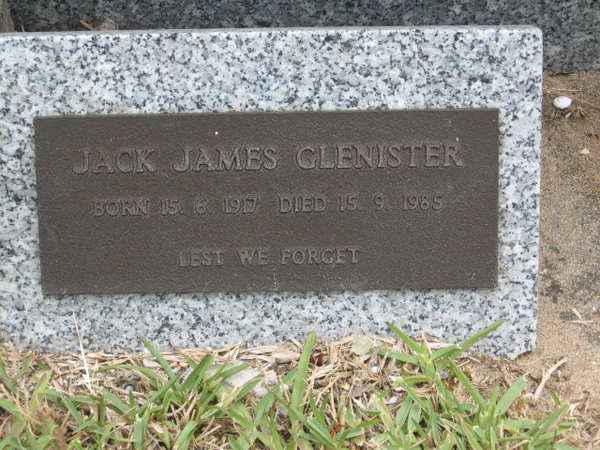 JACK JAMES GLENISTER
BORN 15. 6. 1917 DIED 15. 9. 1985
LEST WE FORGET